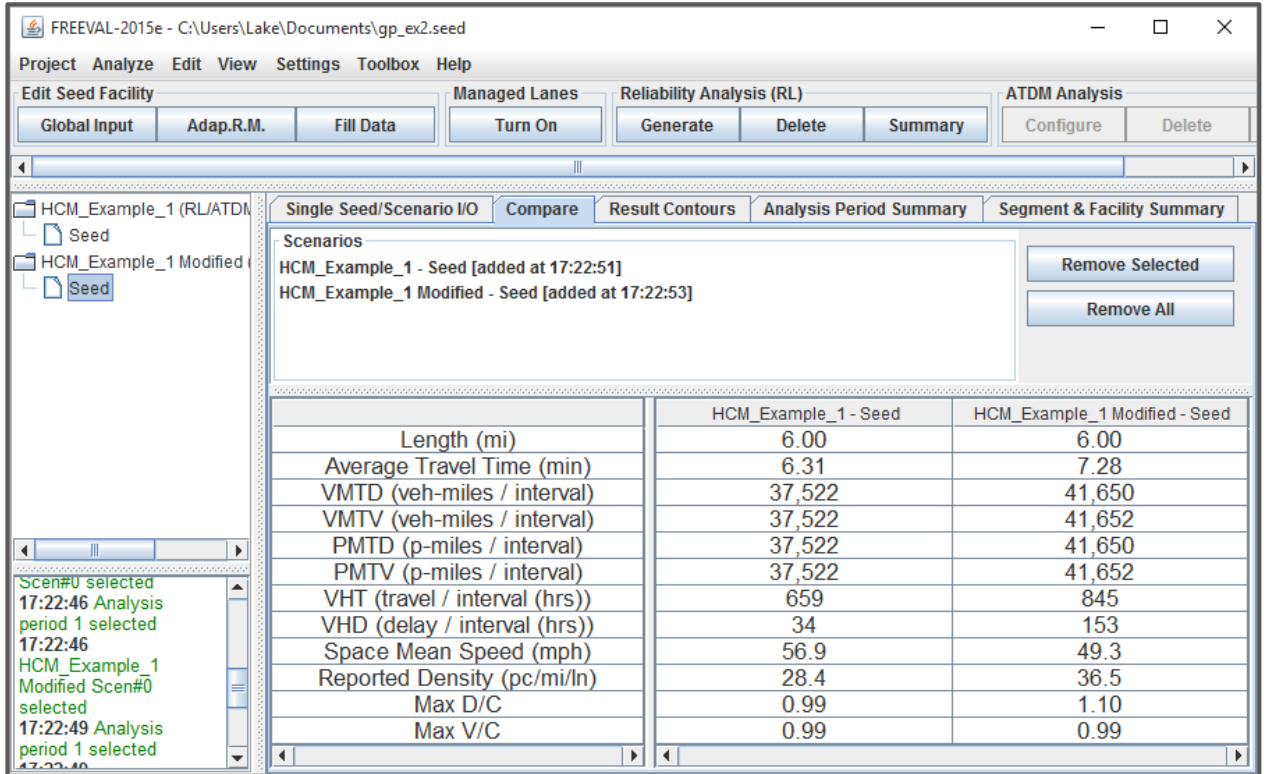 FREEVAL-2015e - C:\Users\Lake\Documents\gp_ex2.seed
Project Analyze Edit View Settings Toolbox Help
Edit Seed Facility Managed Lanes Reliability Analysis (RL) ATDM Analysis
Global Input Adap.R.M. Fill Data Turn On Generate Delete Summary Configure Delete
HCM_Example_1 (RL/ATDM
Seed
HCM_Example_1 Modified (
Seed
Scen#0 selected
17:22:46 Analysis
period 1 selected
17:22:46
HCM_Example_1
Modified Scen#0
selected
17:22:49 Analysis
period 1 selected
17:22:49
Single Seed/Scenario I/O Compare Result Contours Analysis Period Summary Segment & Facility Summary
Scenarios
HCM_Example_1 - Seed [added at 17:22:51]
HCM_Example_1 Modified - Seed [added at 17:22:53]
Remove Selected
Remove All
HCM_Example_1 - Seed HCM_Example_1 Modified - Seed
Length (mi) 6.00 6.00
Average Travel Time (min) 6.31 7.28
VMTD (veh-miles / interval) 37,522 41,650
VMTV (veh-miles / interval) 37,522 41,652
PMTD (p-miles / interval) 37,522 41,650
PMTV (p-miles / interval) 37,522 41,652
VHT (travel / interval (hrs)) 659 845
VHD (delay / interval (hrs)) 34 153
Space Mean Speed (mph) 56.9 49.3
Reported Density (pc/mi/ln) 28.4 36.5
Max D/C 0.99 1.10
Max V/C 0.99 0.99